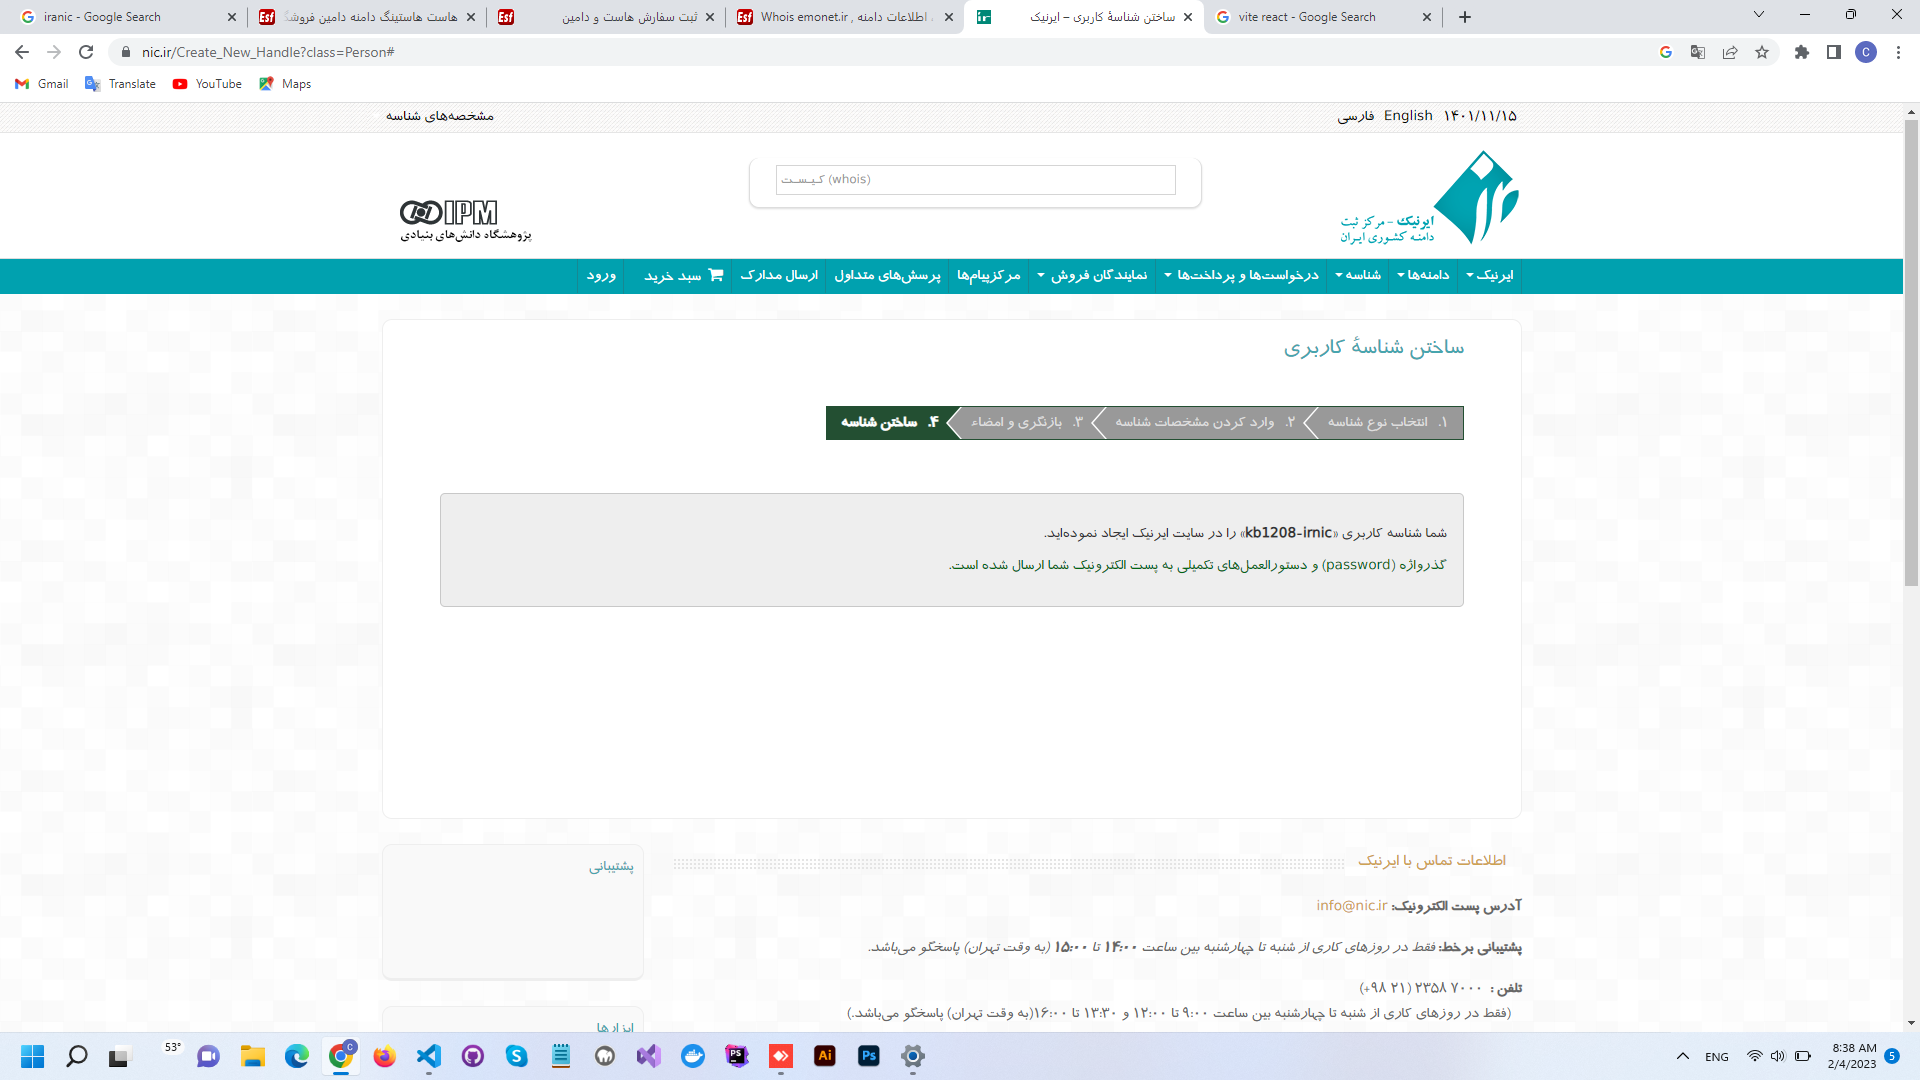 iranic - Google Search
هاست هاستینگ دامنه دامین فروش
ثبت سفارش هاست و دامین
Whois emonet.ir , اطلاعات دامنه
ساختن شناسهٔ کاربری – ایرنیک
vite react - Google Search
nic.ir/Create_New_Handle?class=Person#
C
Gmail
Translate
YouTube
Maps
۱۴۰۱/۱۱/۱۵ English فارسی
مشخصه‌های شناسه
کـیـسـت (whois)
ایرنیک - مرکز ثبت
دامنه کشوری ایران
IPM
پژوهشگاه دانش‌های بنیادی
ایرنیک
دامنه‌ها
شناسه
درخواست‌ها و پرداخت‌ها
نمایندگان فروش
مرکزپیام‌ها
پرسش‌های متداول
ارسال مدارک
سبد خرید
ورود
ساختن شناسهٔ کاربری
۱. انتخاب نوع شناسه
۲. وارد کردن مشخصات شناسه
۳. بازنگری و امضاء
۴. ساختن شناسه
شما شناسه کاربری «kb1208-irnic» را در سایت ایرنیک ایجاد نموده‌اید.
گذرواژه (password) و دستورالعمل‌های تکمیلی به پست الکترونیک شما ارسال شده است.
اطلاعات تماس با ایرنیک
آدرس پست الکترونیک: info@nic.ir
پشتیبانی برخط: فقط در روزهای کاری از شنبه تا چهارشنبه بین ساعت ۱۴:۰۰ تا ۱۵:۰۰ (به وقت تهران) پاسخگو می‌باشد.
تلفن : ۷۰۰۰ ۲۳۵۸ (۲۱ ۹۸+)
(فقط در روزهای کاری از شنبه تا چهارشنبه بین ساعت ۹:۰۰ تا ۱۲:۰۰ و ۱۳:۳۰ تا ۱۶:۰۰(به وقت تهران) پاسخگو می‌باشد.)
پشتیبانی
ابزارها
53°
ENG
8:38 AM
2/4/2023
5